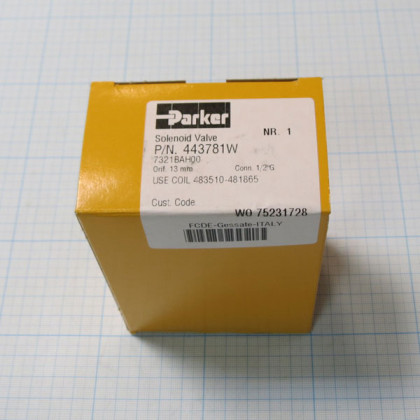 Parker
Solenoid Valve NR. 1
P/N. 443781W
7321BAH00
Orif. 13 mm Conn. 1/2"G
USE COIL 483510-481865
Cust. Code
WO 75231728
FCDE-Gessate-ITALY